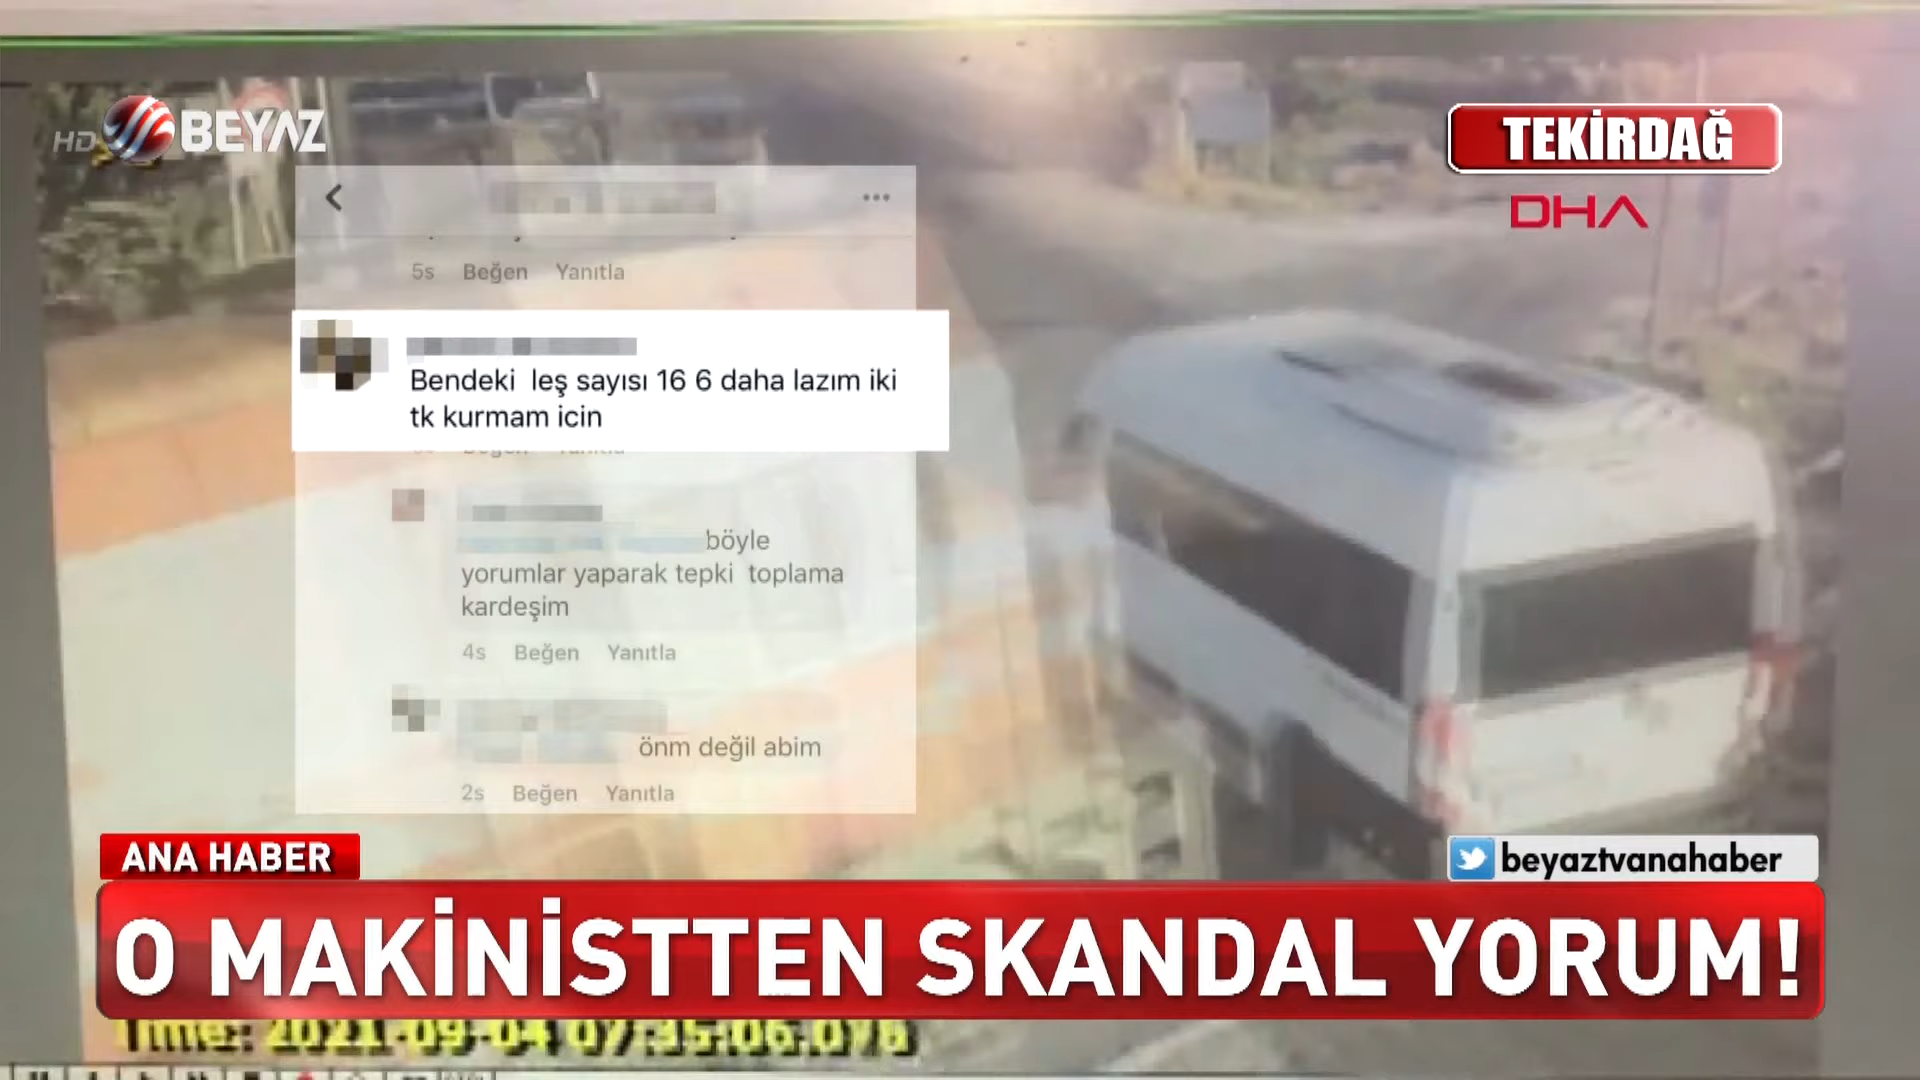 HD BEYAZ
TEKİRDAĞ
DHA
5s Beğen Yanıtla
Bendeki leş sayısı 16 6 daha lazım iki
tk kurmam icin
böyle
yorumlar yaparak tepki toplama
kardeşim
4s Beğen Yanıtla
önm değil abim
2s Beğen Yanıtla
ANA HABER
beyaztvanahaber
O MAKİNİSTTEN SKANDAL YORUM!
Time: 2021-09-04 07:35:06.078